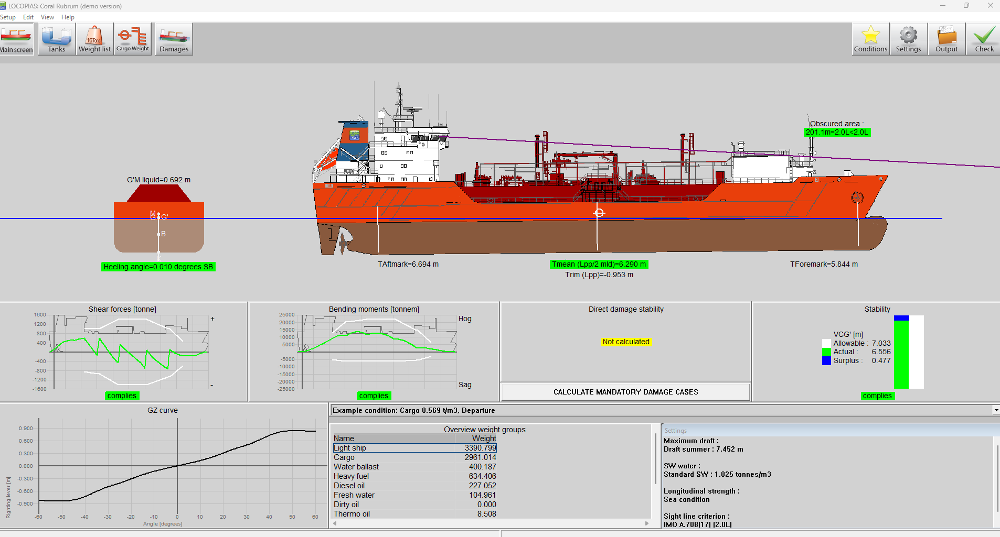 LOCOPIAS: Coral Rubrum (demo version)
Setup Edit View Help
Main screen
Tanks
16Tons
Weight list
Cargo Weight
Damages
Conditions
Settings
Output
Check
Obscured area :
201.1m=2.0L<2.0L
LOCO
PIAS
G'M liquid=0.692 m
M
G G'
B
Heeling angle=0.010 degrees SB
TAftmark=6.694 m
Tmean (Lpp/2 mld)=6.290 m
Trim (Lpp)=-0.953 m
TForemark=5.844 m
Shear forces [tonne]
1600
1200
800
400
-400
-800
-1200
-1600
+
-
complies
Bending moments [tonnem]
25000
20000
15000
10000
5000
-5000
-10000
-15000
-20000
-25000
Hog
Sag
complies
Direct damage stability
Not calculated
CALCULATE MANDATORY DAMAGE CASES
Stability
VCG' [m]
Allowable : 7.033
Actual : 6.556
Surplus : 0.477
complies
GZ curve
0.900
0.600
0.300
0.000
-0.300
-0.600
-0.900
Righting lever [m]
-60 -50 -40 -30 -20 -10 0 10 20 30 40 50 60
Angle [degrees]
Example condition: Cargo 0.569 t/m3, Departure
Overview weight groups
Name Weight
Light ship 3390.799
Cargo 2961.014
Water ballast 400.187
Heavy fuel 634.406
Diesel oil 227.052
Fresh water 104.961
Dirty oil 0.000
Thermo oil 8.508
Settings
Maximum draft :
Draft summer : 7.452 m
SW water :
Standard SW : 1.025 tonnes/m3
Longitudinal strength :
Sea condition
Sight line criterion :
IMO A.708(17) (2.0L)